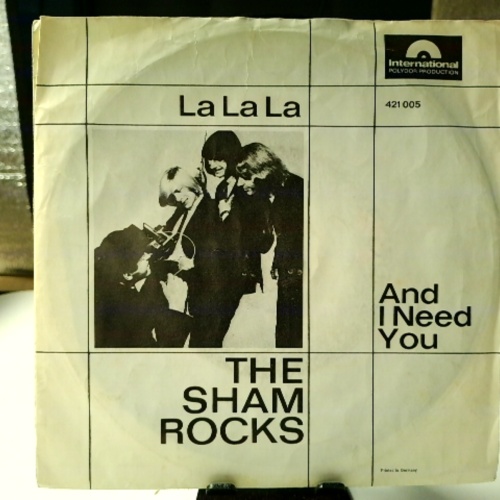 International
POLYDOR PRODUCTION
La La La
421 005
And
I Need
You
THE
SHAM
ROCKS